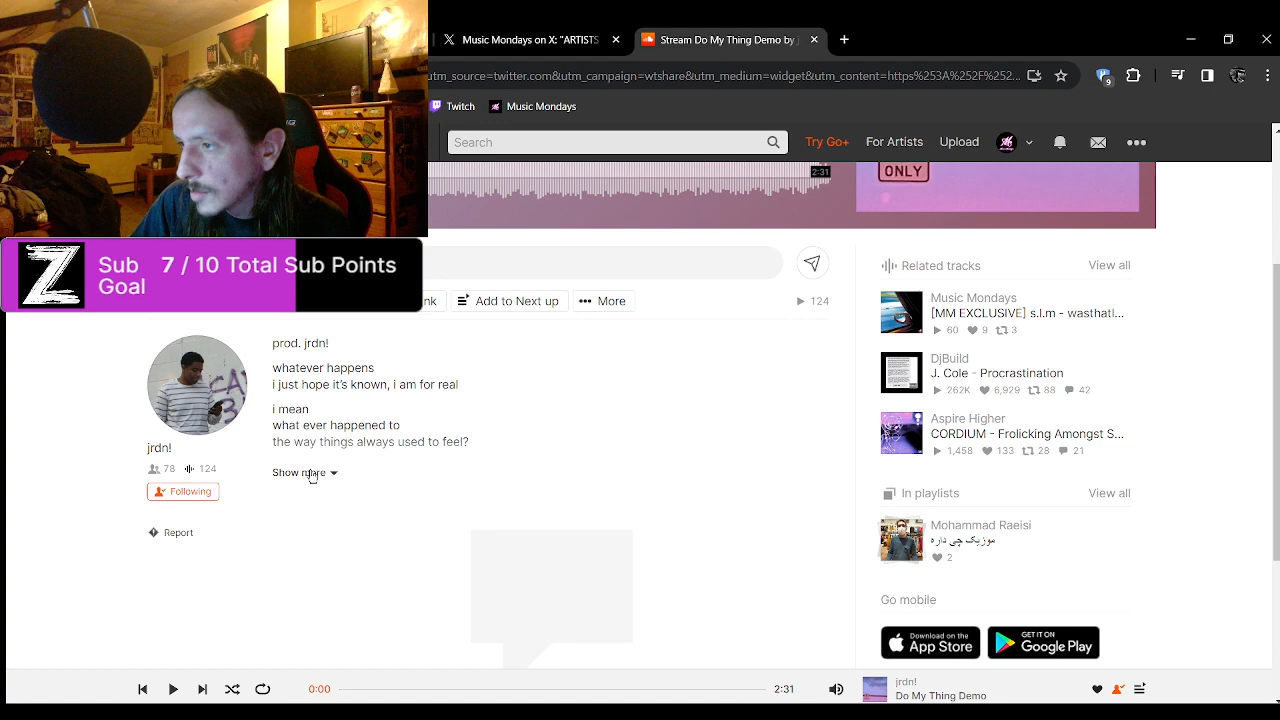 Music Mondays on X: "ARTISTS
Stream Do My Thing Demo by j
utm_source=twitter.com&utm_campaign=wtshare&utm_medium=widget&utm_content=https%253A%252F%252...
9
Twitch
Music Mondays
Search
Try Go+
For Artists
Upload
2:31
ONLY
Sub Goal
7 / 10 Total Sub Points
nk
Add to Next up
More
124
prod. jrdn!
whatever happens
i just hope it's known, i am for real
i mean
what ever happened to
the way things always used to feel?
Show more
jrdn!
78
124
Following
Report
Related tracks
View all
Music Mondays
[MM EXCLUSIVE] s.l.m - wasthatl...
60
9
3
DjBuild
J. Cole - Procrastination
262K
6,929
88
42
Aspire Higher
CORDIUM - Frolicking Amongst S...
1,458
133
28
21
In playlists
View all
Mohammad Raeisi
موزیک چی داره
2
Go mobile
Download on the
App Store
GET IT ON
Google Play
0:00
2:31
jrdn!
Do My Thing Demo